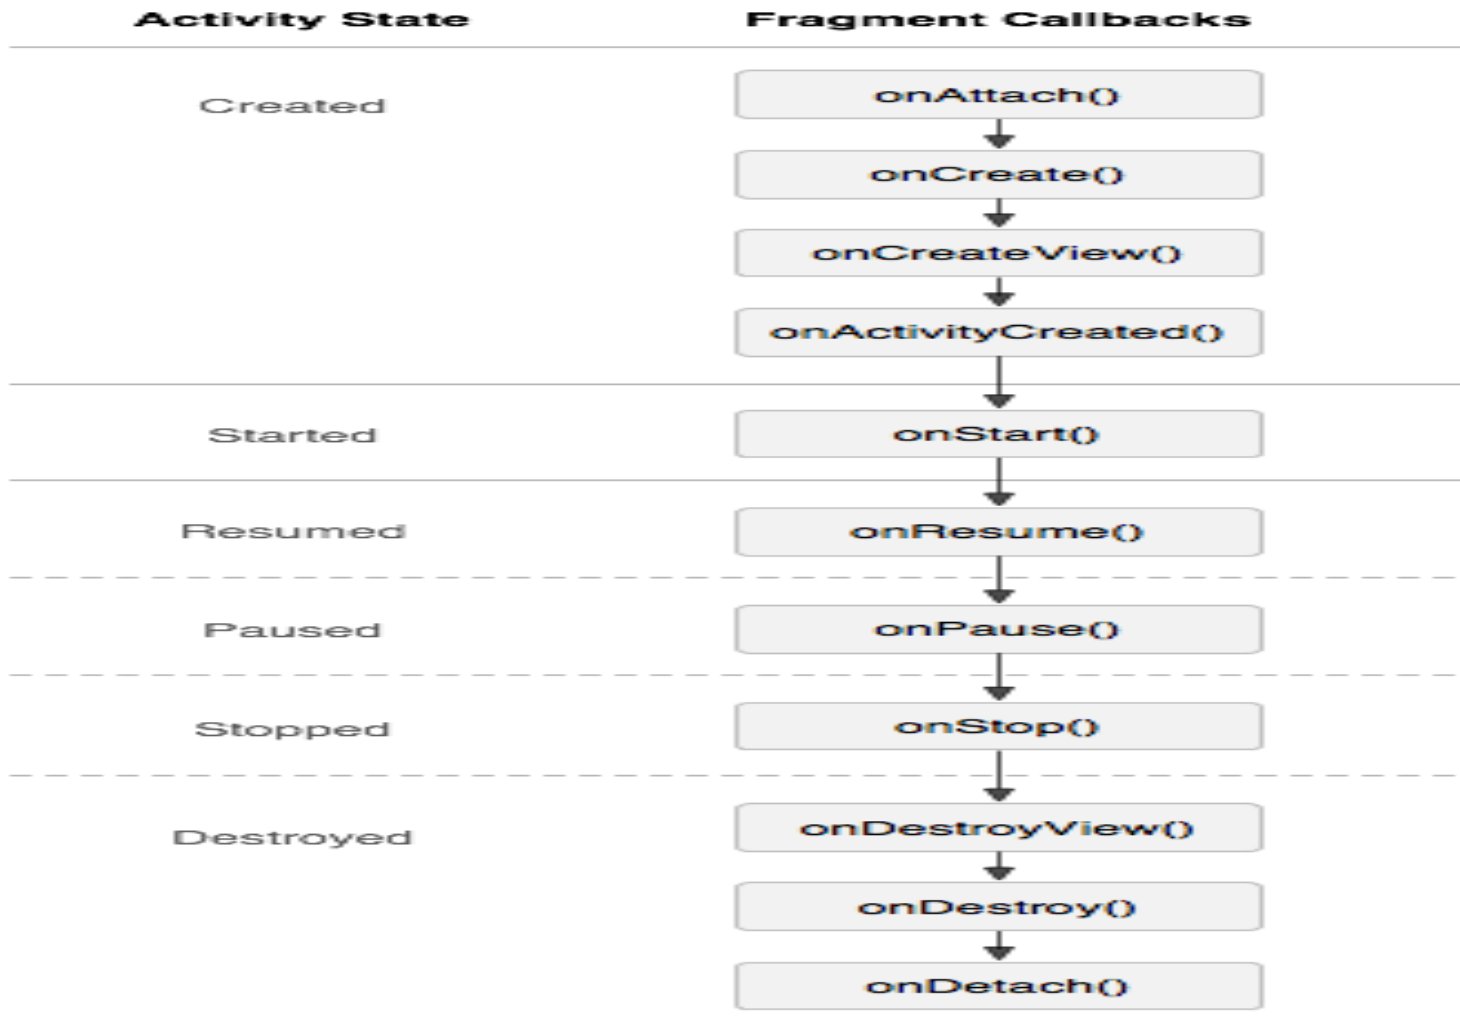 Activity State Fragment Callbacks
Created onAttach()
onCreate()
onCreateView()
onActivityCreated()
Started onStart()
Resumed onResume()
Paused onPause()
Stopped onStop()
Destroyed onDestroyView()
onDestroy()
onDetach()